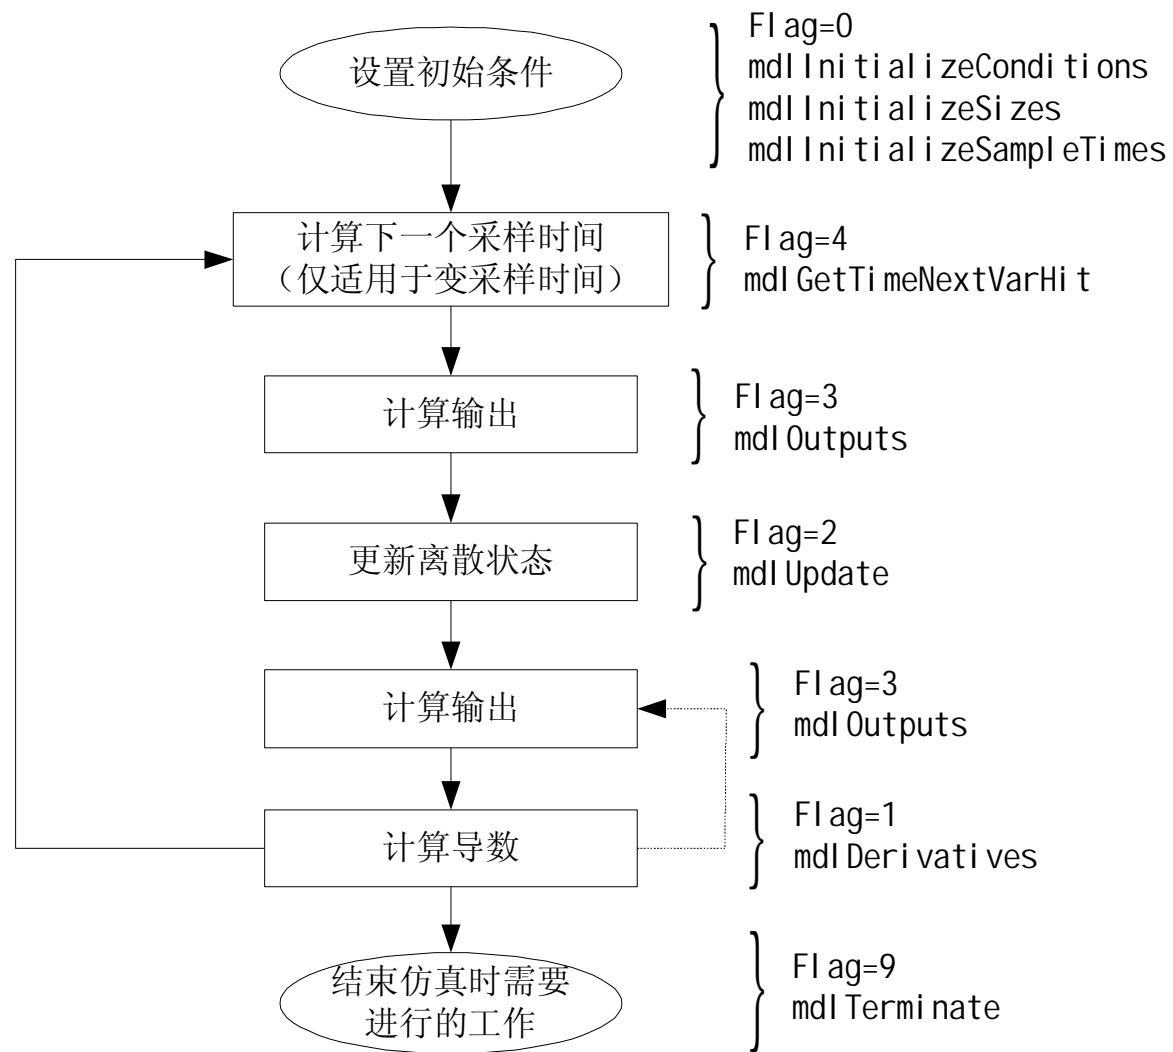 设置初始条件
Flag=0
mdlInitializeConditions
mdlInitializeSizes
mdlInitializeSampleTimes
计算下一个采样时间
（仅适用于变采样时间）
Flag=4
mdlGetTimeNextVarHit
计算输出
Flag=3
mdlOutputs
更新离散状态
Flag=2
mdlUpdate
计算输出
Flag=3
mdlOutputs
计算导数
Flag=1
mdlDerivatives
结束仿真时需要
进行的工作
Flag=9
mdlTerminate